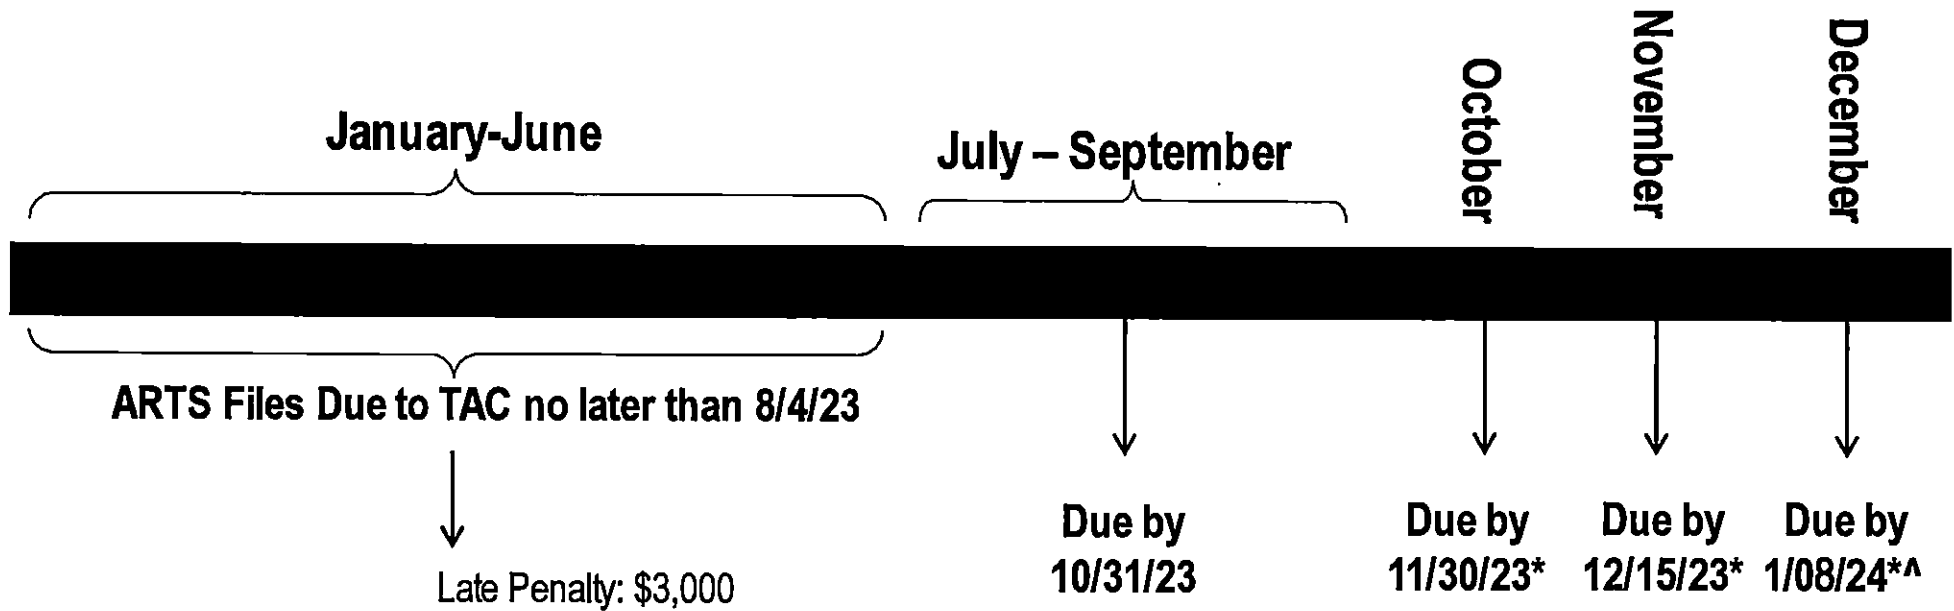 January-June
July – September
October
November
December
ARTS Files Due to TAC no later than 8/4/23
Late Penalty: $3,000
Due by
10/31/23
Due by
11/30/23*
Due by
12/15/23*
Due by
1/08/24*^